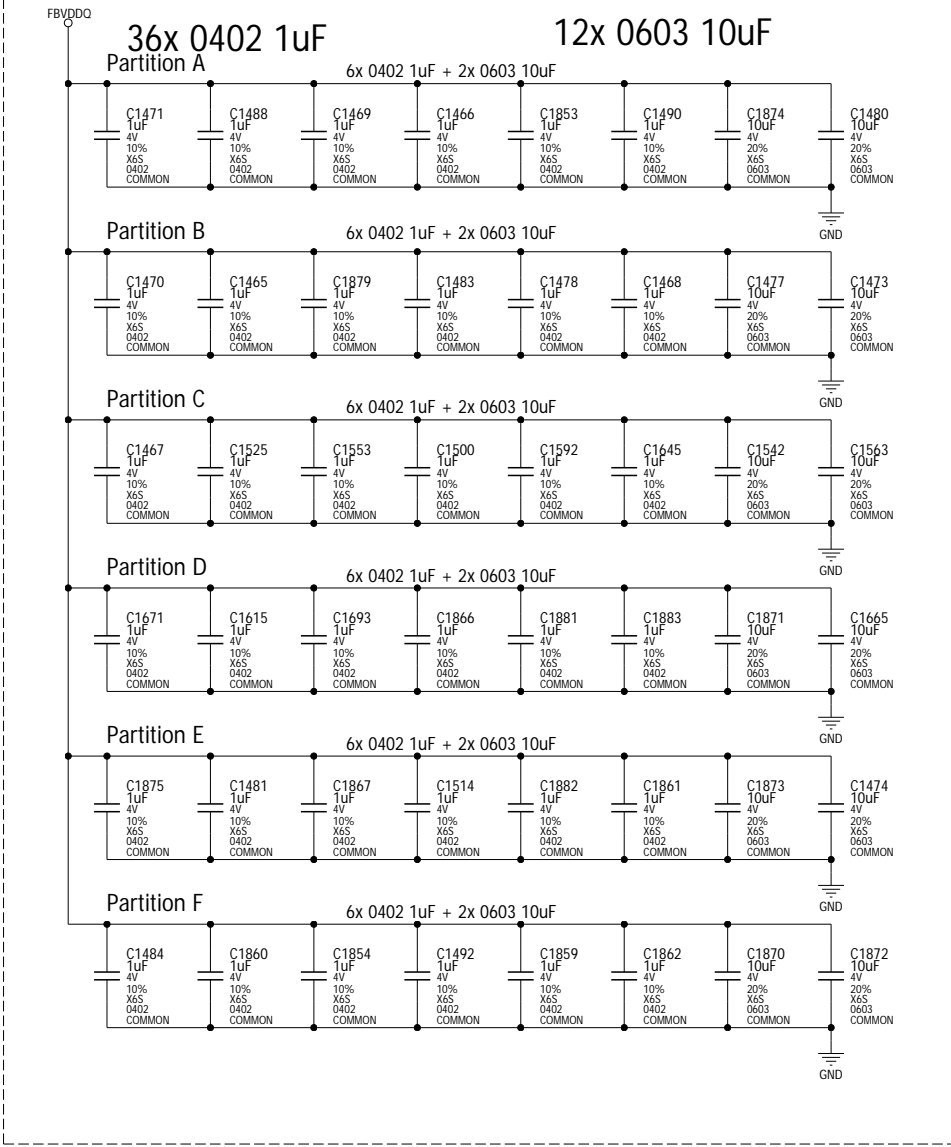 FBVDDQ
36x 0402 1uF
12x 0603 10uF
Partition A
6x 0402 1uF + 2x 0603 10uF
C1471
1uF
4V
10%
X6S
0402
COMMON
C1488
1uF
4V
10%
X6S
0402
COMMON
C1469
1uF
4V
10%
X6S
0402
COMMON
C1466
1uF
4V
10%
X6S
0402
COMMON
C1853
1uF
4V
10%
X6S
0402
COMMON
C1490
1uF
4V
10%
X6S
0402
COMMON
C1874
10uF
4V
20%
X6S
0603
COMMON
C1480
10uF
4V
20%
X6S
0603
COMMON
GND
Partition B
6x 0402 1uF + 2x 0603 10uF
C1470
1uF
4V
10%
X6S
0402
COMMON
C1465
1uF
4V
10%
X6S
0402
COMMON
C1879
1uF
4V
10%
X6S
0402
COMMON
C1483
1uF
4V
10%
X6S
0402
COMMON
C1478
1uF
4V
10%
X6S
0402
COMMON
C1468
1uF
4V
10%
X6S
0402
COMMON
C1477
10uF
4V
20%
X6S
0603
COMMON
C1473
10uF
4V
20%
X6S
0603
COMMON
GND
Partition C
6x 0402 1uF + 2x 0603 10uF
C1467
1uF
4V
10%
X6S
0402
COMMON
C1525
1uF
4V
10%
X6S
0402
COMMON
C1553
1uF
4V
10%
X6S
0402
COMMON
C1500
1uF
4V
10%
X6S
0402
COMMON
C1592
1uF
4V
10%
X6S
0402
COMMON
C1645
1uF
4V
10%
X6S
0402
COMMON
C1542
10uF
4V
20%
X6S
0603
COMMON
C1563
10uF
4V
20%
X6S
0603
COMMON
GND
Partition D
6x 0402 1uF + 2x 0603 10uF
C1671
1uF
4V
10%
X6S
0402
COMMON
C1615
1uF
4V
10%
X6S
0402
COMMON
C1693
1uF
4V
10%
X6S
0402
COMMON
C1866
1uF
4V
10%
X6S
0402
COMMON
C1881
1uF
4V
10%
X6S
0402
COMMON
C1883
1uF
4V
10%
X6S
0402
COMMON
C1871
10uF
4V
20%
X6S
0603
COMMON
C1665
10uF
4V
20%
X6S
0603
COMMON
GND
Partition E
6x 0402 1uF + 2x 0603 10uF
C1875
1uF
4V
10%
X6S
0402
COMMON
C1481
1uF
4V
10%
X6S
0402
COMMON
C1867
1uF
4V
10%
X6S
0402
COMMON
C1514
1uF
4V
10%
X6S
0402
COMMON
C1882
1uF
4V
10%
X6S
0402
COMMON
C1861
1uF
4V
10%
X6S
0402
COMMON
C1873
10uF
4V
20%
X6S
0603
COMMON
C1474
10uF
4V
20%
X6S
0603
COMMON
GND
Partition F
6x 0402 1uF + 2x 0603 10uF
C1484
1uF
4V
10%
X6S
0402
COMMON
C1860
1uF
4V
10%
X6S
0402
COMMON
C1854
1uF
4V
10%
X6S
0402
COMMON
C1492
1uF
4V
10%
X6S
0402
COMMON
C1859
1uF
4V
10%
X6S
0402
COMMON
C1862
1uF
4V
10%
X6S
0402
COMMON
C1870
10uF
4V
20%
X6S
0603
COMMON
C1872
10uF
4V
20%
X6S
0603
COMMON
GND